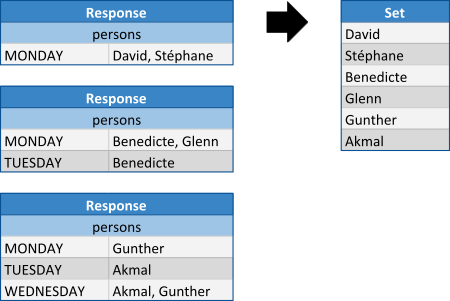 Response
persons
MONDAY David, Stéphane
Response
persons
MONDAY Benedicte, Glenn
TUESDAY Benedicte
Response
persons
MONDAY Gunther
TUESDAY Akmal
WEDNESDAY Akmal, Gunther
Set
David
Stéphane
Benedicte
Glenn
Gunther
Akmal